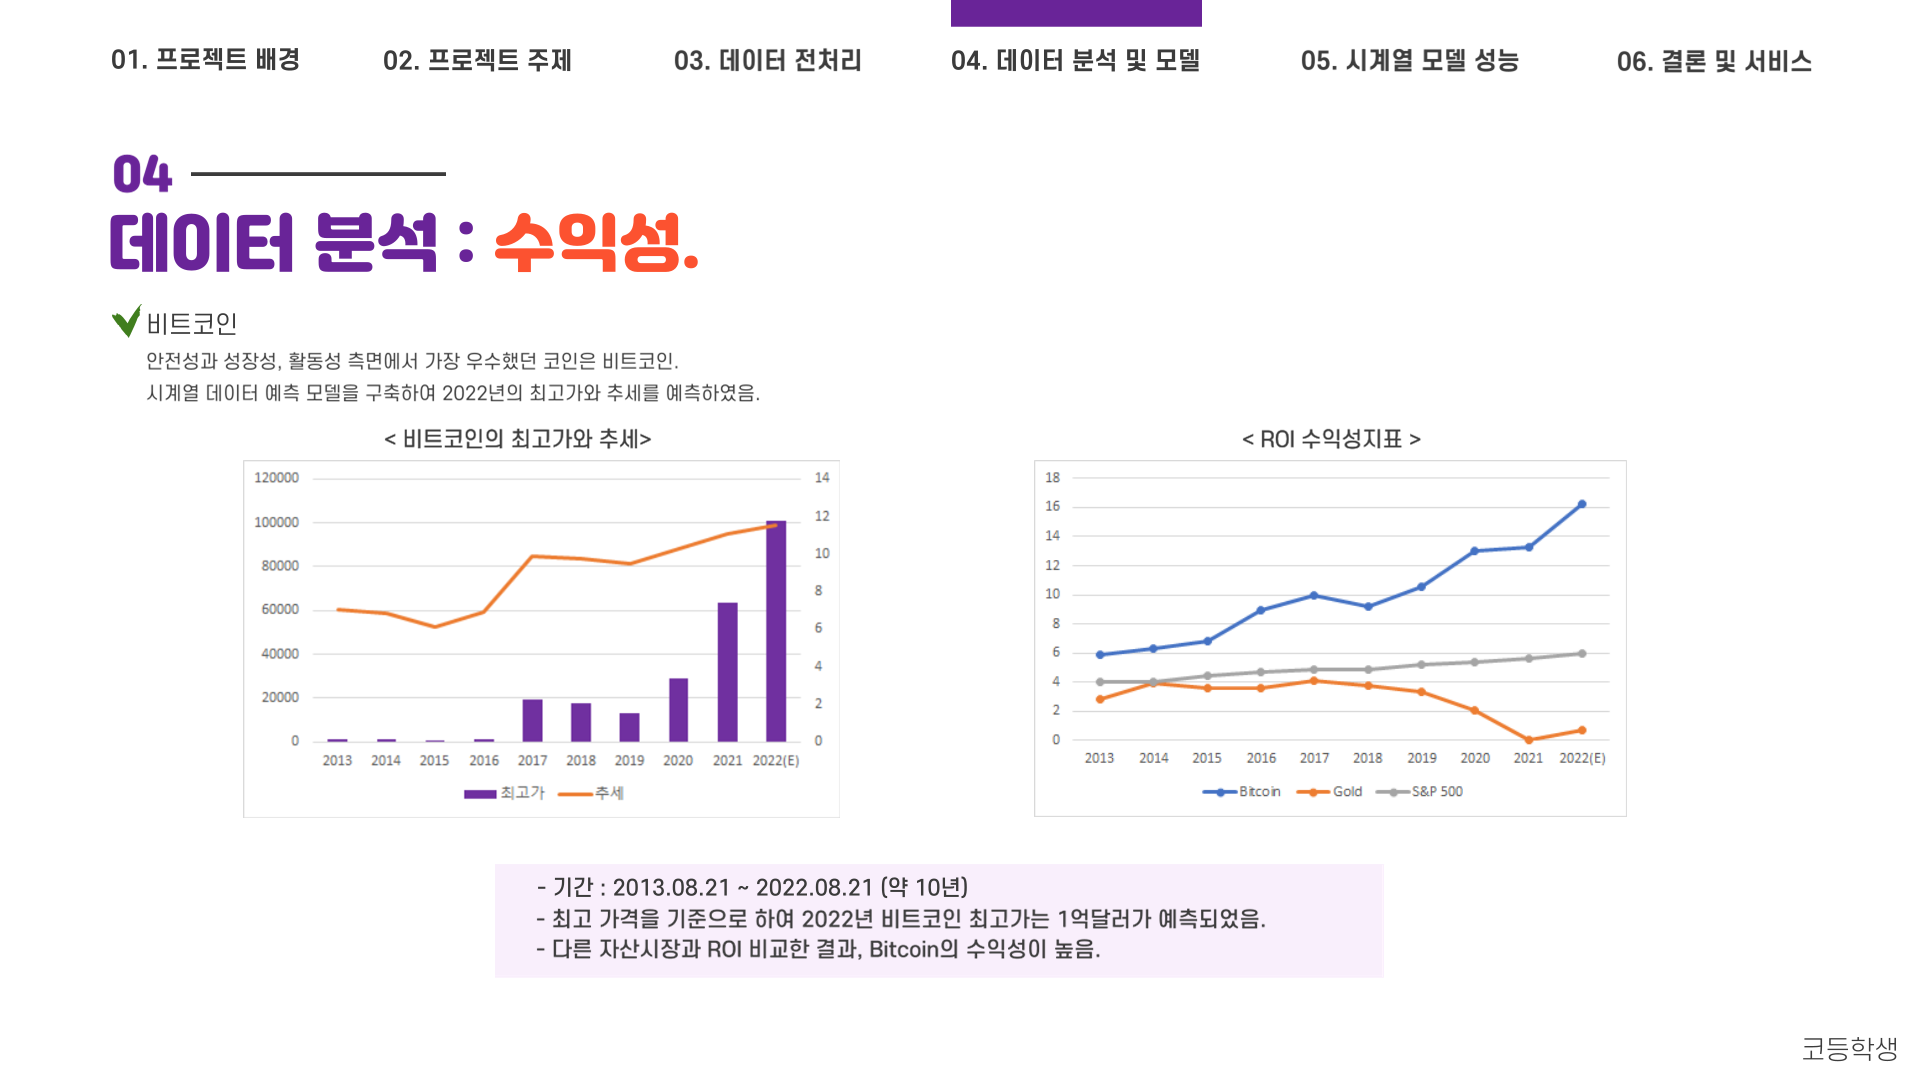 01. 프로젝트 배경
02. 프로젝트 주제
03. 데이터 전처리
04. 데이터 분석 및 모델
05. 시계열 모델 성능
06. 결론 및 서비스
04
데이터 분석 : 수익성.
비트코인
안전성과 성장성, 활동성 측면에서 가장 우수했던 코인은 비트코인.
시계열 데이터 예측 모델을 구축하여 2022년의 최고가와 추세를 예측하였음.
< 비트코인의 최고가와 추세>
120000
100000
80000
60000
40000
20000
0
14
12
10
8
6
4
2
0
2013 2014 2015 2016 2017 2018 2019 2020 2021 2022(E)
최고가 추세
< ROI 수익성지표 >
18
16
14
12
10
8
6
4
2
0
2013 2014 2015 2016 2017 2018 2019 2020 2021 2022(E)
Bitcoin Gold S&P 500
- 기간 : 2013.08.21 ~ 2022.08.21 (약 10년)
- 최고 가격을 기준으로 하여 2022년 비트코인 최고가는 1억달러가 예측되었음.
- 다른 자산시장과 ROI 비교한 결과, Bitcoin의 수익성이 높음.
코등학생